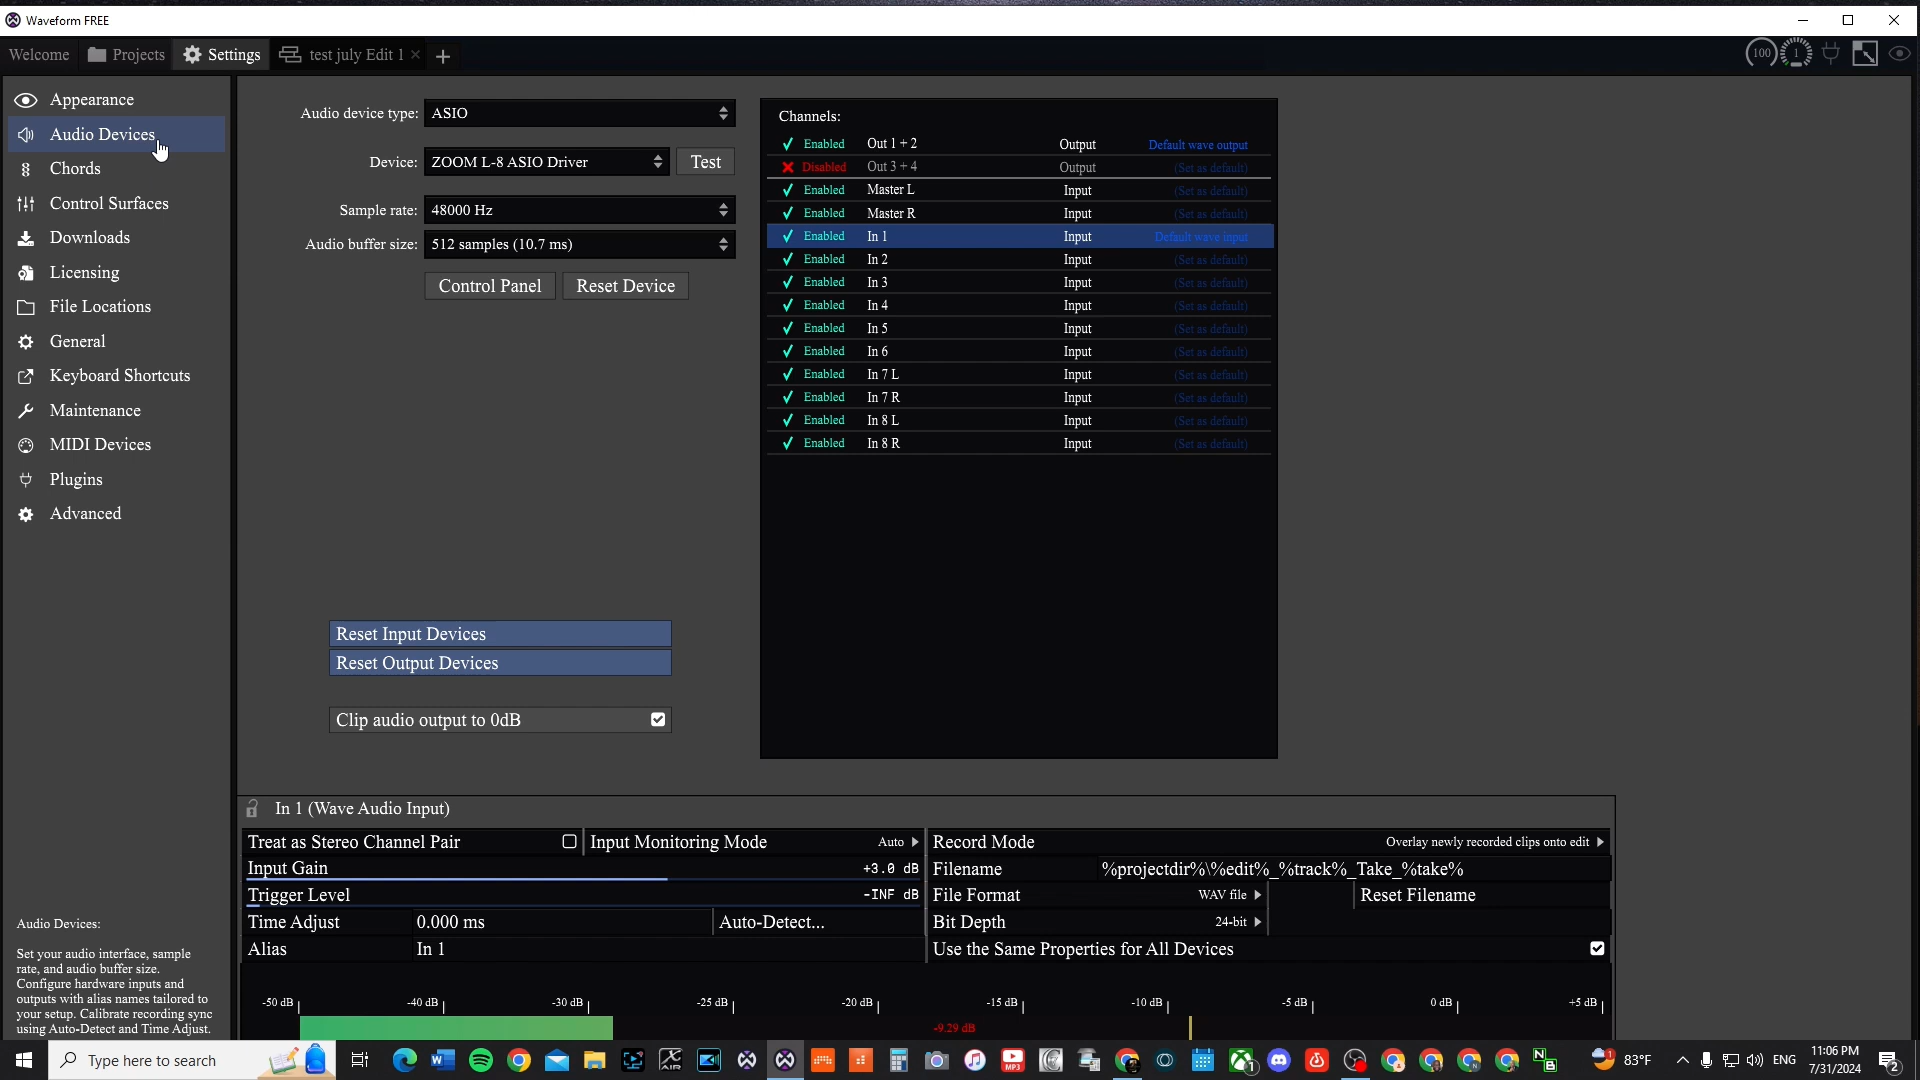 Waveform FREE
Welcome
Projects
Settings
test july Edit 1
100
1
Appearance
Audio Devices
Chords
Control Surfaces
Downloads
Licensing
File Locations
General
Keyboard Shortcuts
Maintenance
MIDI Devices
Plugins
Advanced
Audio Devices:
Set your audio interface, sample
rate, and audio buffer size.
Configure hardware inputs and
outputs with alias names tailored to
your setup. Calibrate recording sync
using Auto-Detect and Time Adjust.
Audio device type: ASIO
Device: ZOOM L-8 ASIO Driver Test
Sample rate: 48000 Hz
Audio buffer size: 512 samples (10.7 ms)
Control Panel Reset Device
Reset Input Devices
Reset Output Devices
Clip audio output to 0dB
Channels:
Enabled Out 1 + 2 Output Default wave output
Disabled Out 3 + 4 Output (Set as default)
Enabled Master L Input (Set as default)
Enabled Master R Input (Set as default)
Enabled In 1 Input Default wave input
Enabled In 2 Input (Set as default)
Enabled In 3 Input (Set as default)
Enabled In 4 Input (Set as default)
Enabled In 5 Input (Set as default)
Enabled In 6 Input (Set as default)
Enabled In 7 L Input (Set as default)
Enabled In 7 R Input (Set as default)
Enabled In 8 L Input (Set as default)
Enabled In 8 R Input (Set as default)
In 1 (Wave Audio Input)
Treat as Stereo Channel Pair Input Monitoring Mode Auto Record Mode Overlay newly recorded clips onto edit
Input Gain +3.0 dB Filename %projectdir%\%edit%_%track%_Take_%take%
Trigger Level -INF dB File Format WAV file Reset Filename
Time Adjust 0.000 ms Auto-Detect... Bit Depth 24-bit
Alias In 1 Use the Same Properties for All Devices
-50 dB -40 dB -30 dB -25 dB -20 dB -15 dB -10 dB -5 dB 0 dB +5 dB
-9.29 dB
Type here to search
83°F
ENG
11:06 PM
7/31/2024
2